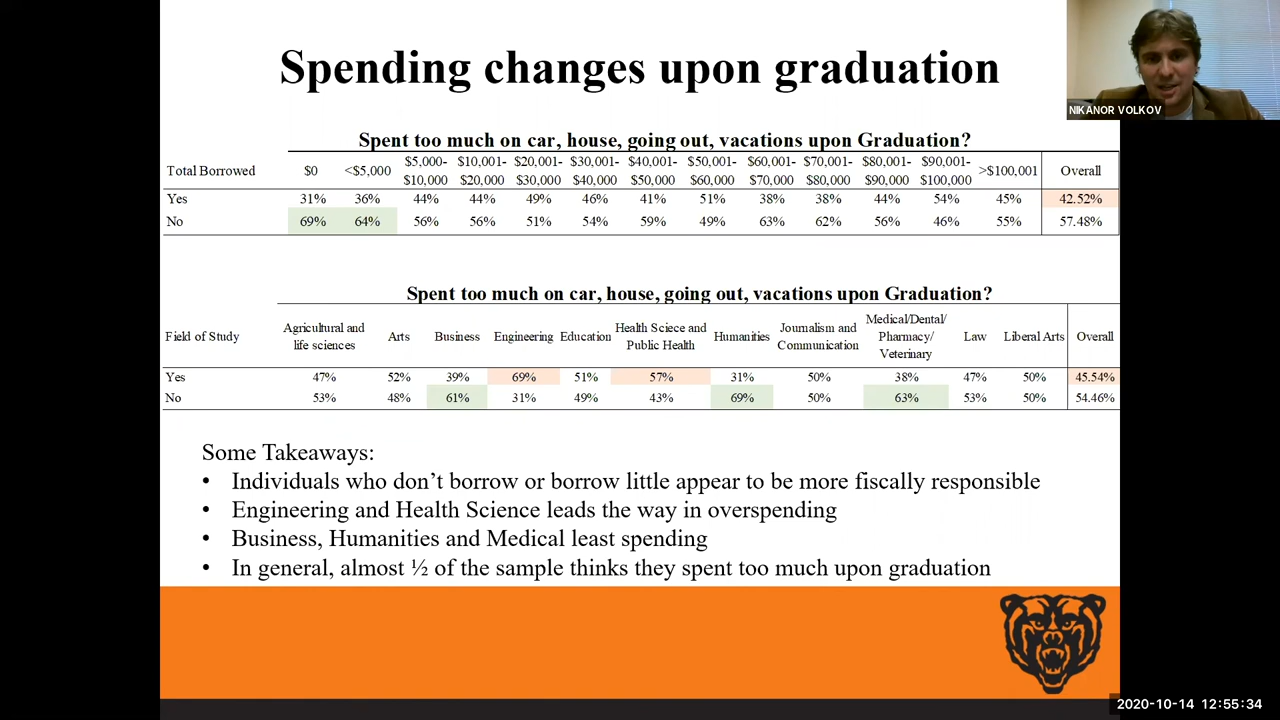 Spending changes upon graduation
NIKANOR VOLKOV
Spent too much on car, house, going out, vacations upon Graduation?
Total Borrowed $0 <$5,000 $5,000-$10,000 $10,001-$20,000 $20,001-$30,000 $30,001-$40,000 $40,001-$50,000 $50,001-$60,000 $60,001-$70,000 $70,001-$80,000 $80,001-$90,000 $90,001-$100,000 >$100,001 Overall
Yes 31% 36% 44% 44% 49% 46% 41% 51% 38% 38% 44% 54% 45% 42.52%
No 69% 64% 56% 56% 51% 54% 59% 49% 63% 62% 56% 46% 55% 57.48%
Spent too much on car, house, going out, vacations upon Graduation?
Field of Study Agricultural and life sciences Arts Business Engineering Education Health Sciece and Public Health Humanities Journalism and Communication Medical/Dental/Pharmacy/Veterinary Law Liberal Arts Overall
Yes 47% 52% 39% 69% 51% 57% 31% 50% 38% 47% 50% 45.54%
No 53% 48% 61% 31% 49% 43% 69% 50% 63% 53% 50% 54.46%
Some Takeaways:
• Individuals who don’t borrow or borrow little appear to be more fiscally responsible
• Engineering and Health Science leads the way in overspending
• Business, Humanities and Medical least spending
• In general, almost ½ of the sample thinks they spent too much upon graduation
2020-10-14 12:55:34